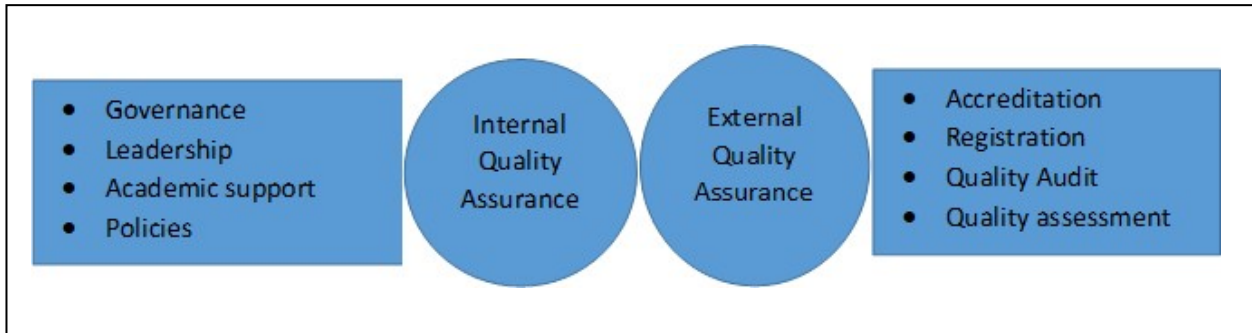 • Governance
• Leadership
• Academic support
• Policies
Internal
Quality
Assurance
External
Quality
Assurance
• Accreditation
• Registration
• Quality Audit
• Quality assessment